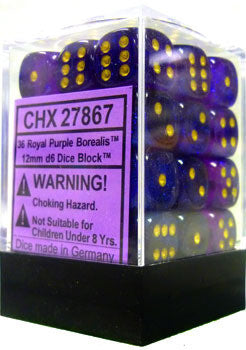 CHX 27867
36 Royal Purple Borealis™
12mm d6 Dice Block™
WARNING!
Choking Hazard.
Not Suitable for
Children Under 8 Yrs.
Dice made in Germany